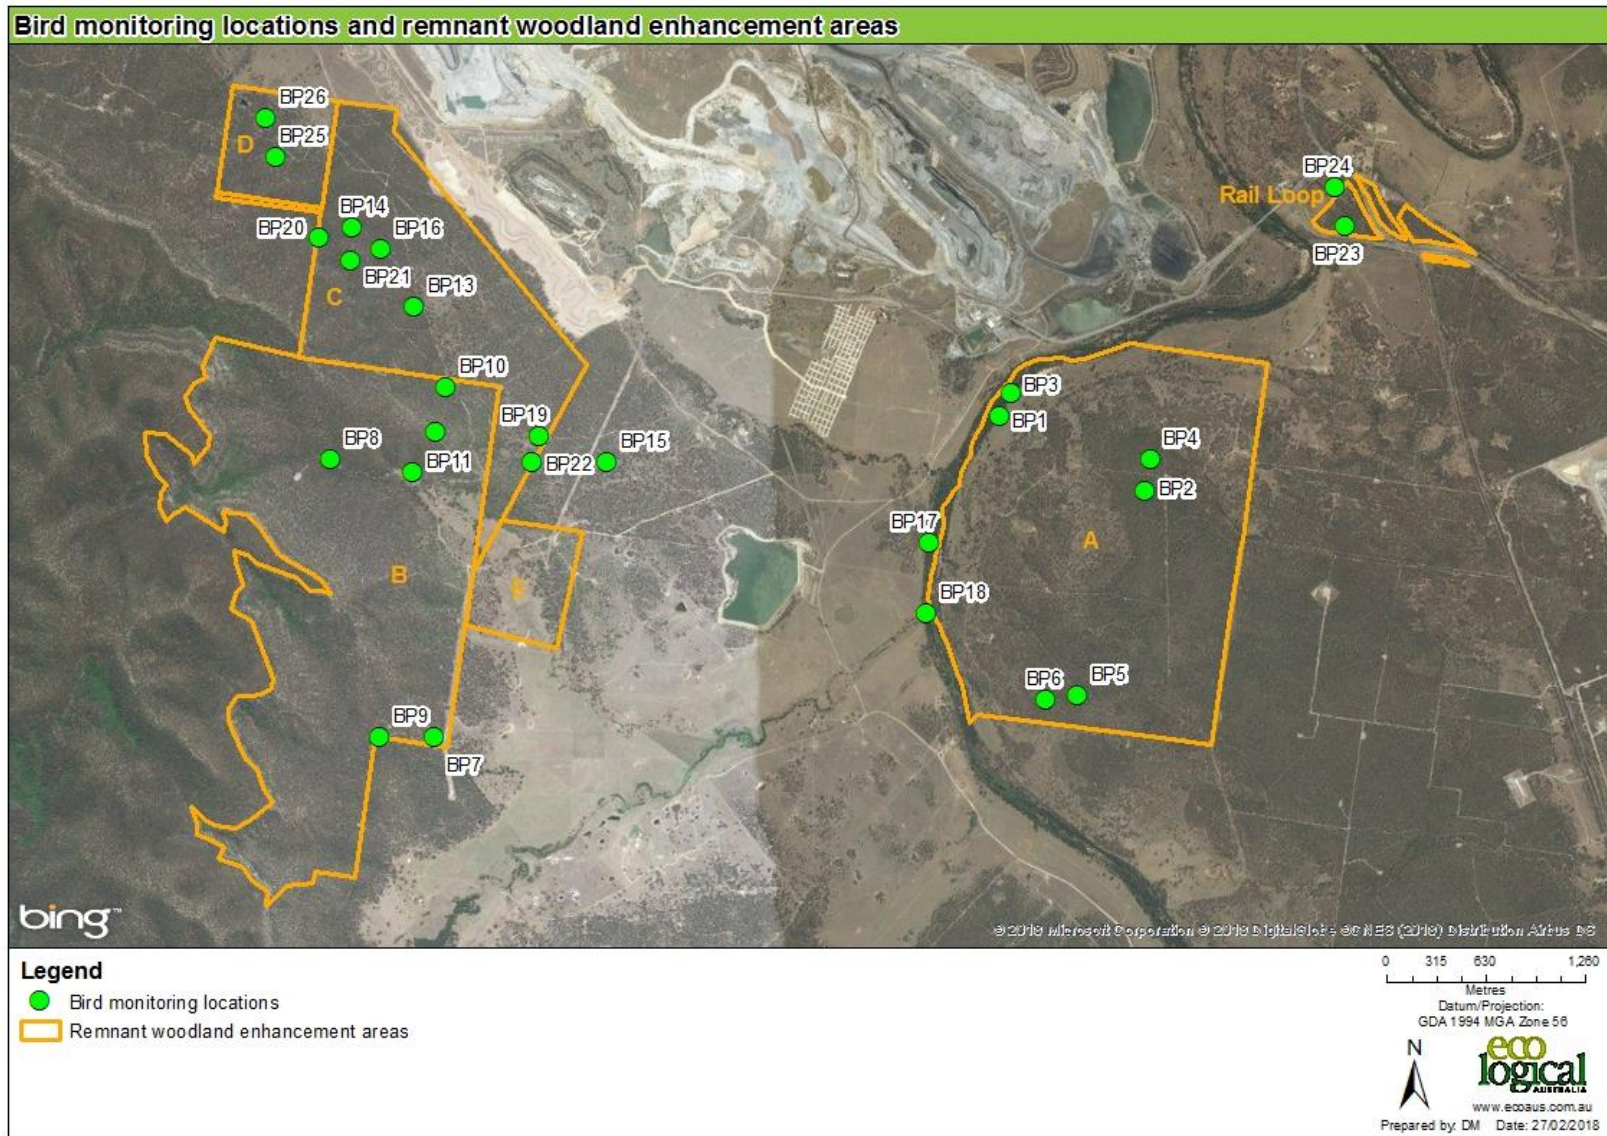 Bird monitoring locations and remnant woodland enhancement areas
BP26
BP25
D
BP24
Rail Loop
BP14
BP20
BP16
BP23
BP21
C
BP13
BP10
BP3
BP19
BP1
BP8
BP15
BP4
BP22
BP11
BP2
BP17
A
B
E
BP18
BP5
BP6
BP9
BP7
bing™
© 2018 Microsoft Corporation © 2018 DigitalGlobe ©CNES (2018) Distribution Airbus DS
Legend
Bird monitoring locations
Remnant woodland enhancement areas
0 315 630 1,260
Metres
Datum/Projection:
GDA 1994 MGA Zone 56
N
eco
logical
AUSTRALIA
www.ecoaus.com.au
Prepared by: DM Date: 27/02/2018